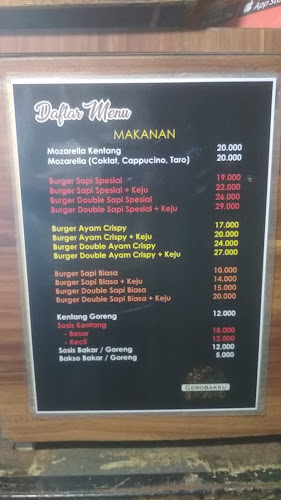 AppSto
Daftar Menu
MAKANAN
Mozarella Kentang 20.000
Mozarella (Coklat, Cappucino, Taro) 20.000
Burger Sapi Spesial 19.000
Burger Sapi Spesial + Keju 22.000
Burger Double Sapi Spesial 26.000
Burger Double Sapi Spesial + Keju 29.000
Burger Ayam Crispy 17.000
Burger Ayam Crispy + Keju 20.000
Burger Double Ayam Crispy 24.000
Burger Double Ayam Crispy + Keju 27.000
Burger Sapi Biasa 10.000
Burger Sapi Biasa + Keju 14.000
Burger Double Sapi Biasa 15.000
Burger Double Sapi Biasa + Keju 20.000
Kentang Goreng 12.000
Sosis Kentang
- Besar 18.000
- Kecil 12.000
Sosis Bakar / Goreng 12.000
Bakso Bakar / Goreng 5.000
GEROBAKKU